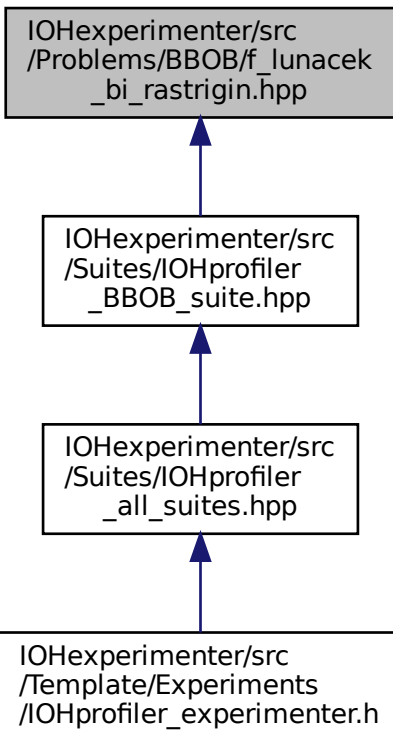 IOHexperimenter/src
/Problems/BBOB/f_lunacek
_bi_rastrigin.hpp
IOHexperimenter/src
/Suites/IOHprofiler
_BBOB_suite.hpp
IOHexperimenter/src
/Suites/IOHprofiler
_all_suites.hpp
IOHexperimenter/src
/Template/Experiments
/IOHprofiler_experimenter.h